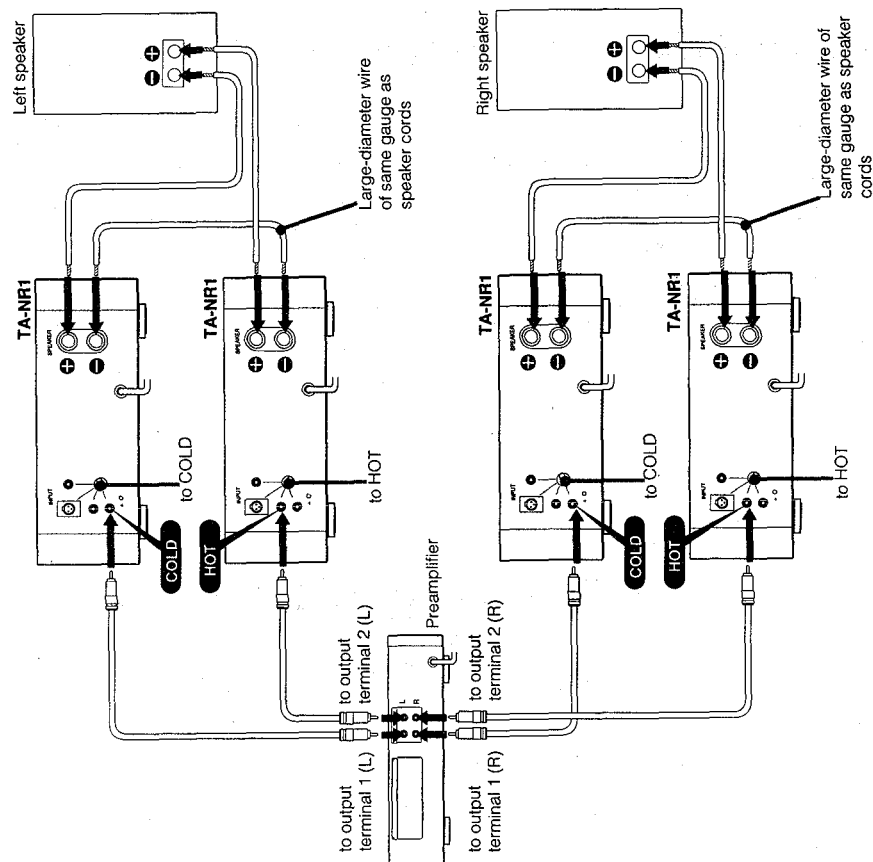 Left speaker
⊕
⊖
Large-diameter wire
of same gauge as
speaker cords
TA-NR1
SPEAKER
⊕
⊖
INPUT
to COLD
COLD
TA-NR1
SPEAKER
⊕
⊖
INPUT
to HOT
HOT
Right speaker
⊕
⊖
Large-diameter wire of
same gauge as speaker
cords
TA-NR1
SPEAKER
⊕
⊖
INPUT
to COLD
COLD
TA-NR1
SPEAKER
⊕
⊖
INPUT
to HOT
HOT
Preamplifier
L
R
to output
terminal 2 (L)
to output
terminal 2 (R)
to output
terminal 1 (L)
to output
terminal 1 (R)